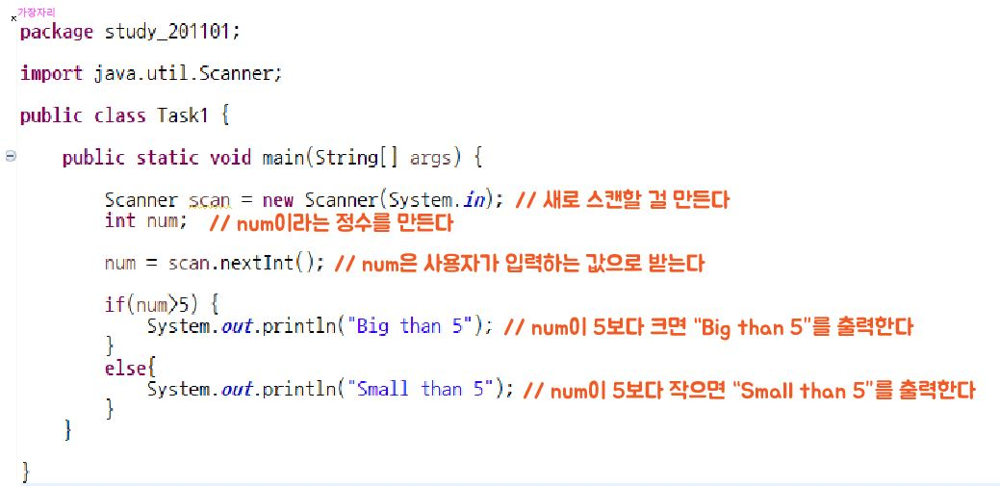 가장자리
package study_201101;
import java.util.Scanner;
public class Task1 {
public static void main(String[] args) {
Scanner scan = new Scanner(System.in); // 새로 스캔할 걸 만든다
int num; // num이라는 정수를 만든다
num = scan.nextInt(); // num은 사용자가 입력하는 값으로 받는다
if(num>5) {
System.out.println("Big than 5"); // num이 5보다 크면 “Big than 5”를 출력한다
}
else{
System.out.println("Small than 5"); // num이 5보다 작으면 “Small than 5”를 출력한다
}
}
}